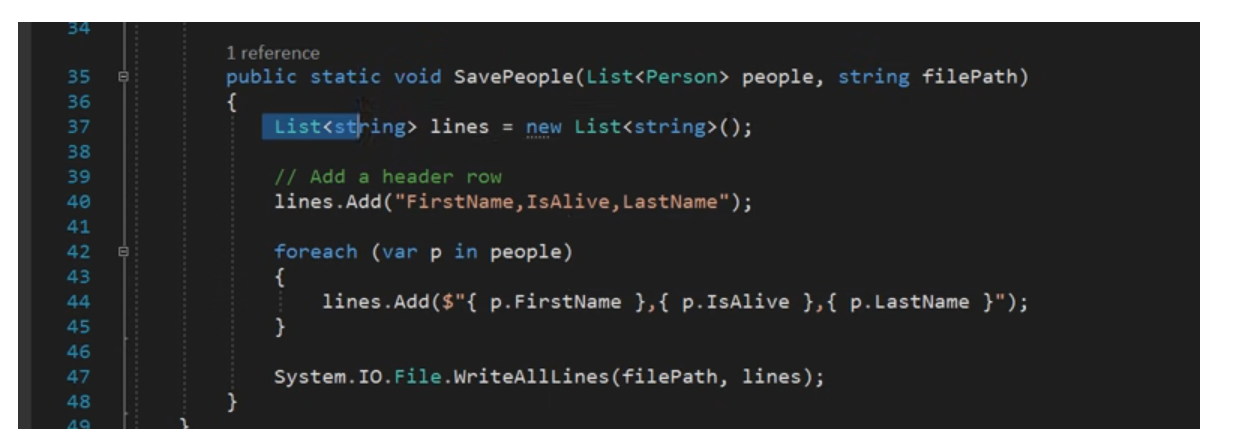 34
1 reference
35 public static void SavePeople(List<Person> people, string filePath)
36 {
37 List<string> lines = new List<string>();
38
39 // Add a header row
40 lines.Add("FirstName,IsAlive,LastName");
41
42 foreach (var p in people)
43 {
44 lines.Add($"{ p.FirstName },{ p.IsAlive },{ p.LastName }");
45 }
46
47 System.IO.File.WriteAllLines(filePath, lines);
48 }
49 }